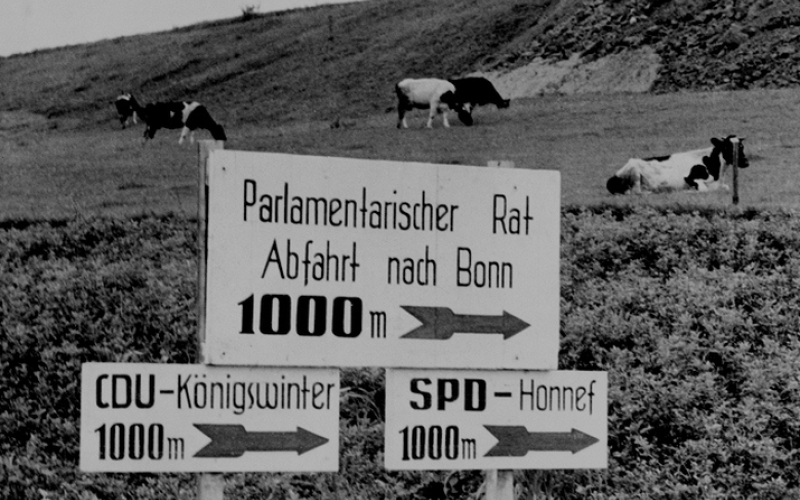 Parlamentarischer Rat
Abfahrt nach Bonn
1000 m
CDU-Königswinter
1000 m
SPD-Honnef
1000 m